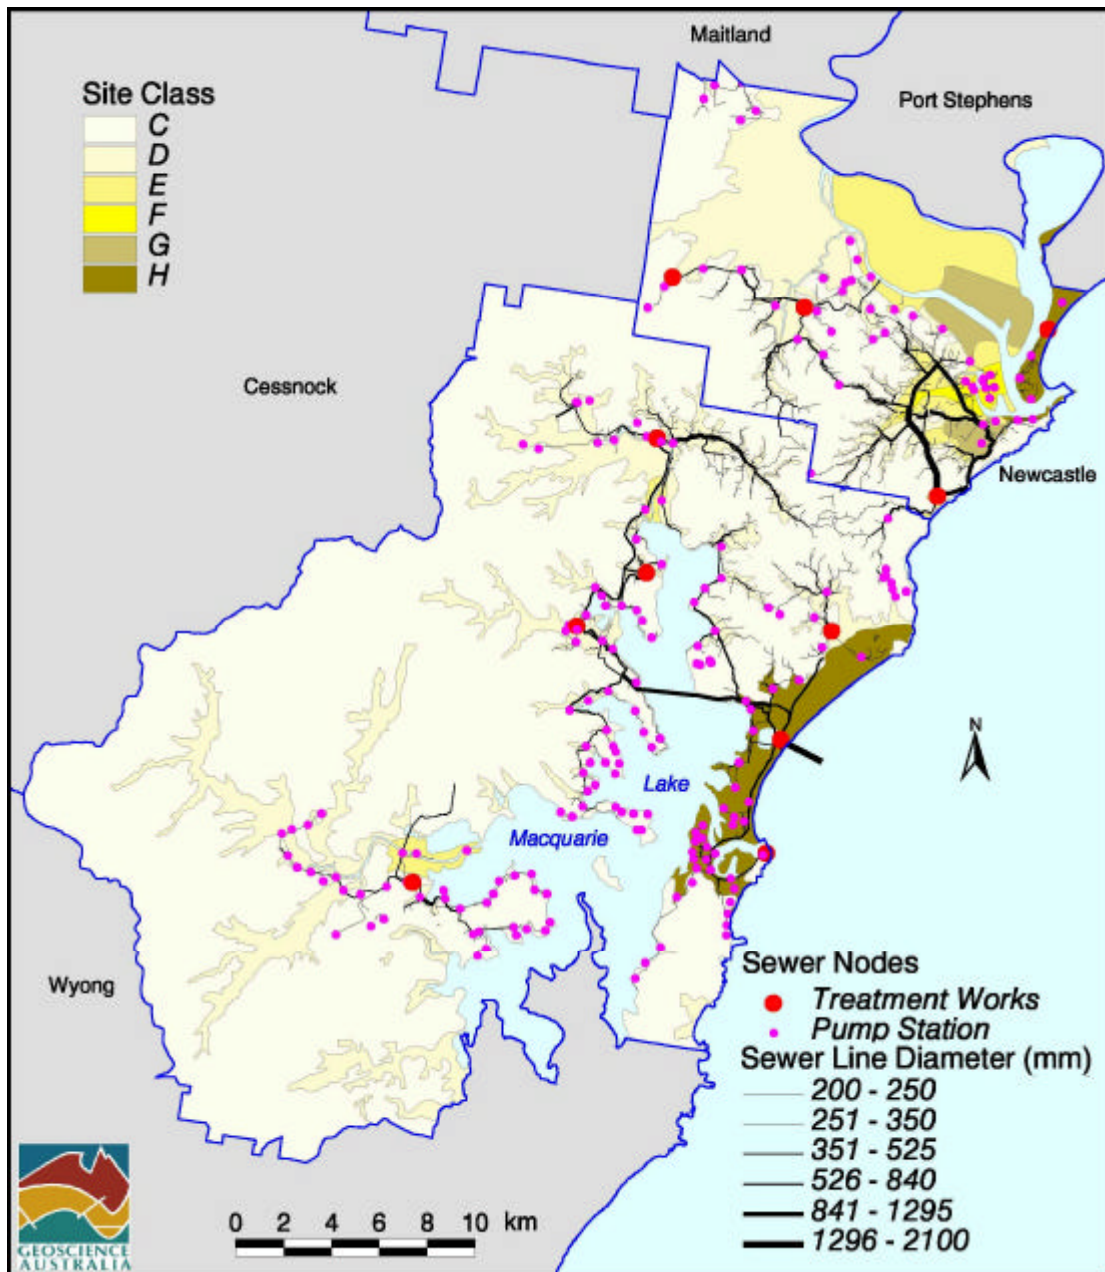 Maitland
Port Stephens
Site Class
C
D
E
F
G
H
Cessnock
Newcastle
N
Lake
Macquarie
Wyong
Sewer Nodes
Treatment Works
Pump Station
Sewer Line Diameter (mm)
200 - 250
251 - 350
351 - 525
526 - 840
841 - 1295
1296 - 2100
0 2 4 6 8 10 km
GEOSCIENCE
AUSTRALIA